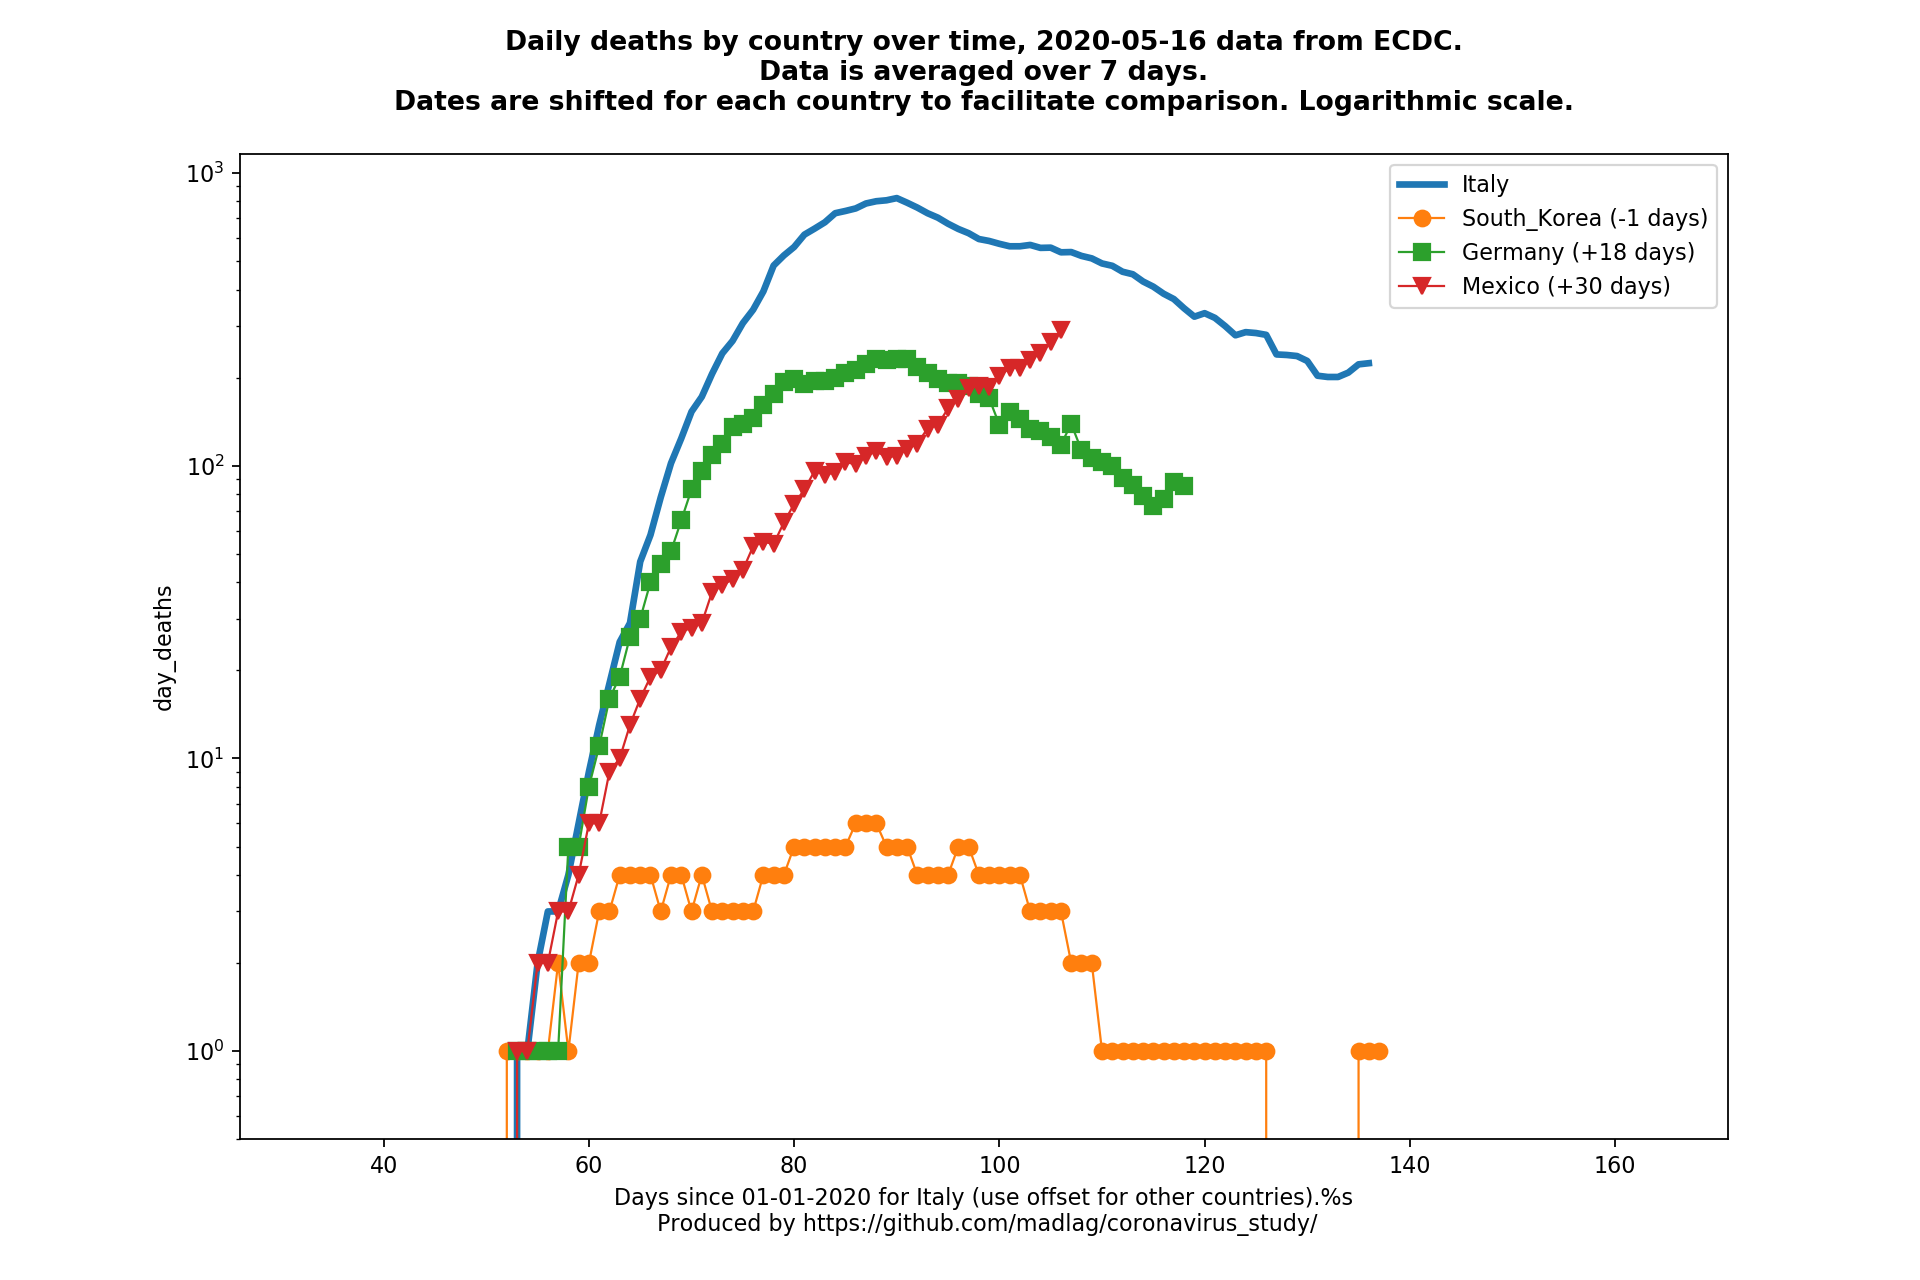 Daily deaths by country over time, 2020-05-16 data from ECDC.
Data is averaged over 7 days.
Dates are shifted for each country to facilitate comparison. Logarithmic scale.
10³
10²
10¹
10⁰
day_deaths
Italy
South_Korea (-1 days)
Germany (+18 days)
Mexico (+30 days)
40 60 80 100 120 140 160
Days since 01-01-2020 for Italy (use offset for other countries).%s
Produced by https://github.com/madlag/coronavirus_study/